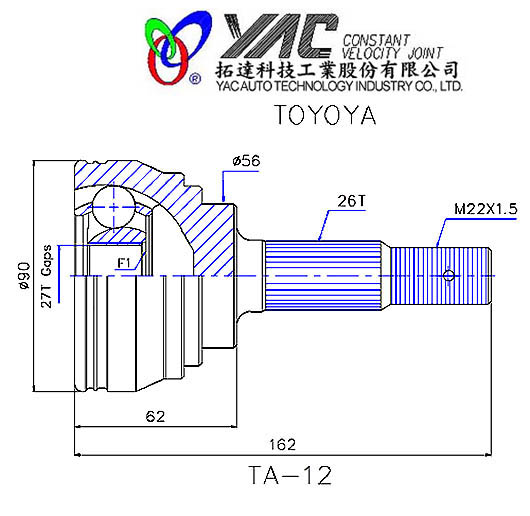 YAC CONSTANT
VELOCITY JOINT
拓達科技工業股份有限公司
YAC AUTO TECHNOLOGY INDUSTRY CO., LTD.
®
TOYOYA
ø56
26T
M22X1.5
F1
27T Gaps
ø90
62
162
TA-12